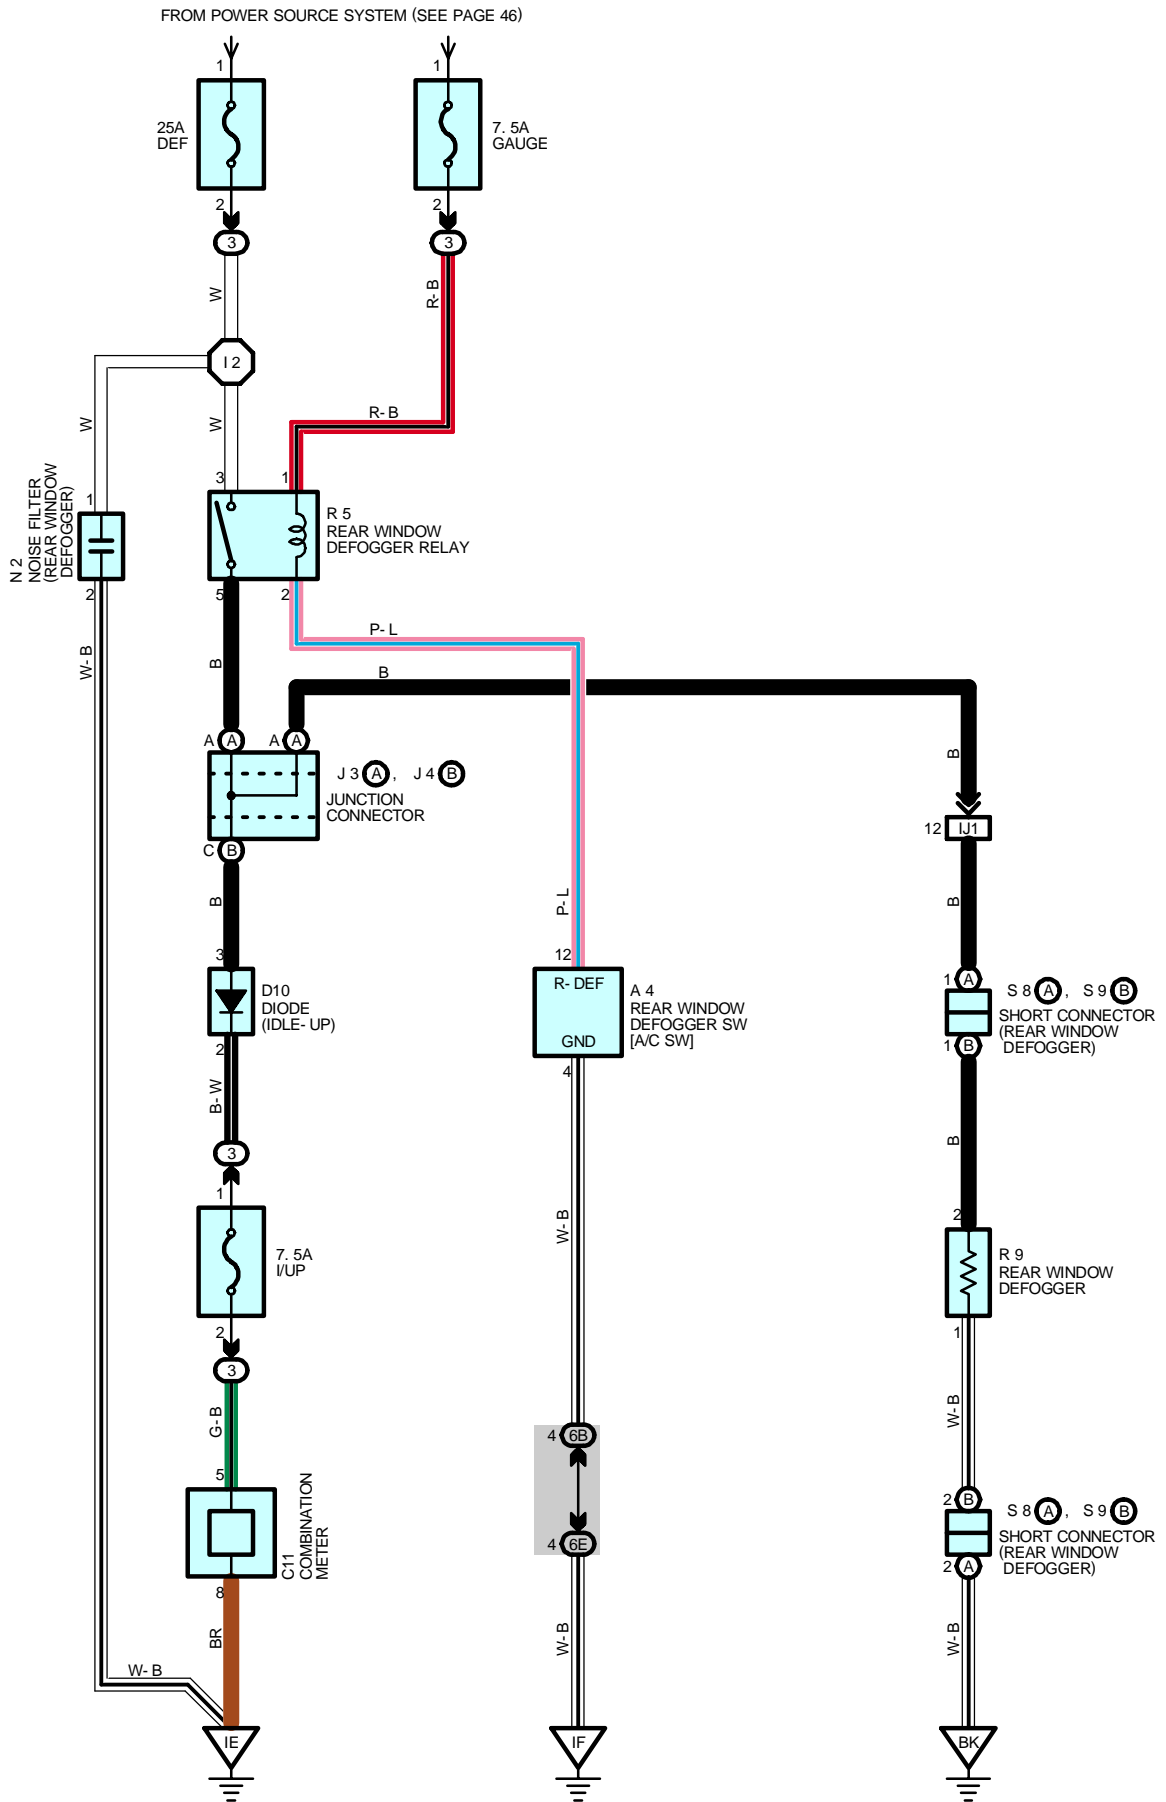 FROM POWER SOURCE SYSTEM (SEE PAGE 46)
1
1
25A
DEF
7. 5A
GAUGE
2
2
3
3
W
R- B
I 2
R- B
W
W
3
1
1
N 2
NOISE FILTER
(REAR WINDOW
DEFOGGER)
R 5
REAR WINDOW
DEFOGGER RELAY
2
5
2
P- L
W- B
B
B
A
A
A
A
J 3 A , J 4 B
JUNCTION
CONNECTOR
B
12
IJ1
C
B
B
P- L
B
3
12
1
A
D10
DIODE
(IDLE- UP)
R- DEF
GND
A 4
REAR WINDOW
DEFOGGER SW
[A/C SW]
S 8 A , S 9 B
SHORT CONNECTOR
(REAR WINDOW
DEFOGGER)
2
4
1
B
B- W
B
3
1
2
W- B
7. 5A
I/UP
R 9
REAR WINDOW
DEFOGGER
2
1
3
G- B
W- B
4
6B
5
C11
COMBINATION
METER
2
B
S 8 A , S 9 B
SHORT CONNECTOR
(REAR WINDOW
DEFOGGER)
4
6E
2
A
8
BR
W- B
W- B
W- B
IE
IF
BK